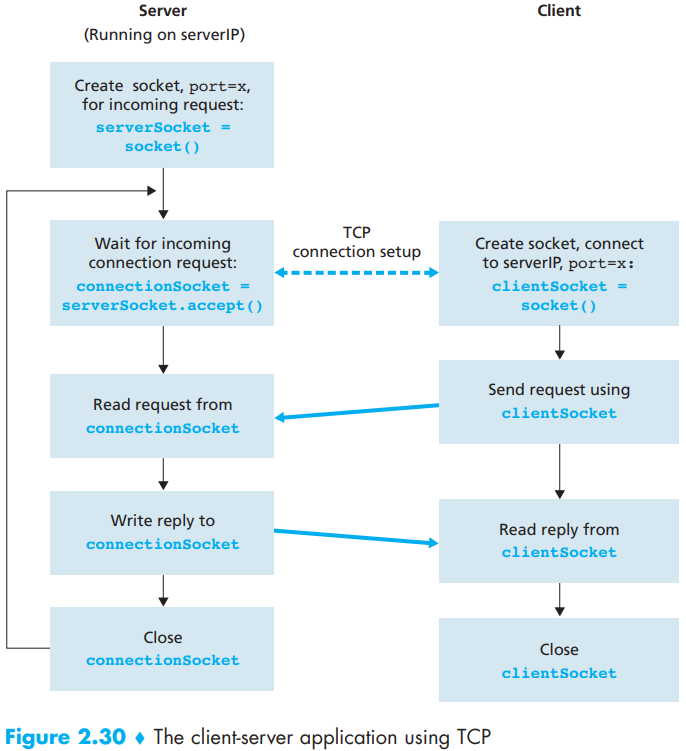 Server
(Running on serverIP)
Client
Create socket, port=x,
for incoming request:
serverSocket =
socket()
Wait for incoming
connection request:
connectionSocket =
serverSocket.accept()
TCP
connection setup
Create socket, connect
to serverIP, port=x:
clientSocket =
socket()
Read request from
connectionSocket
Send request using
clientSocket
Write reply to
connectionSocket
Read reply from
clientSocket
Close
connectionSocket
Close
clientSocket
Figure 2.30 ♦ The client-server application using TCP